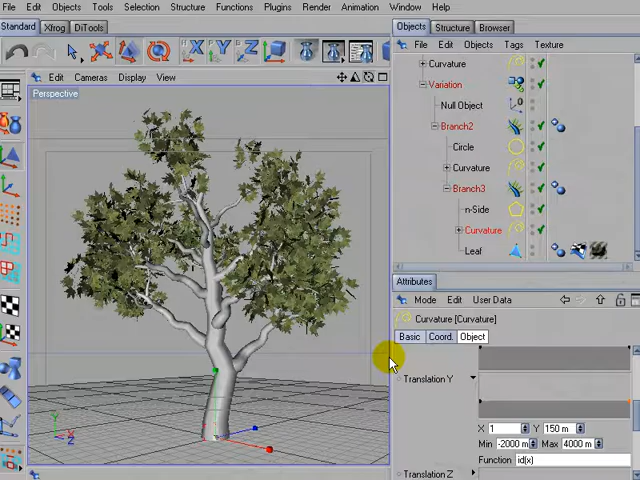 File Edit Objects Tools Selection Structure Functions Plugins Render Animation Window Help
Standard Xfrog DiTools
Objects Structure Browser
File Edit Objects Tags Texture
Edit Cameras Display View
Perspective
Curvature
Variation
Null Object
Branch2
Circle
Curvature
Branch3
n-Side
Curvature
Leaf
Attributes
Mode Edit User Data
Curvature [Curvature]
Basic Coord. Object
Translation Y
X 1 Y 150 m
Min -2000 m Max 4000 m
Function id(x)
Translation Z
Y
X
Z